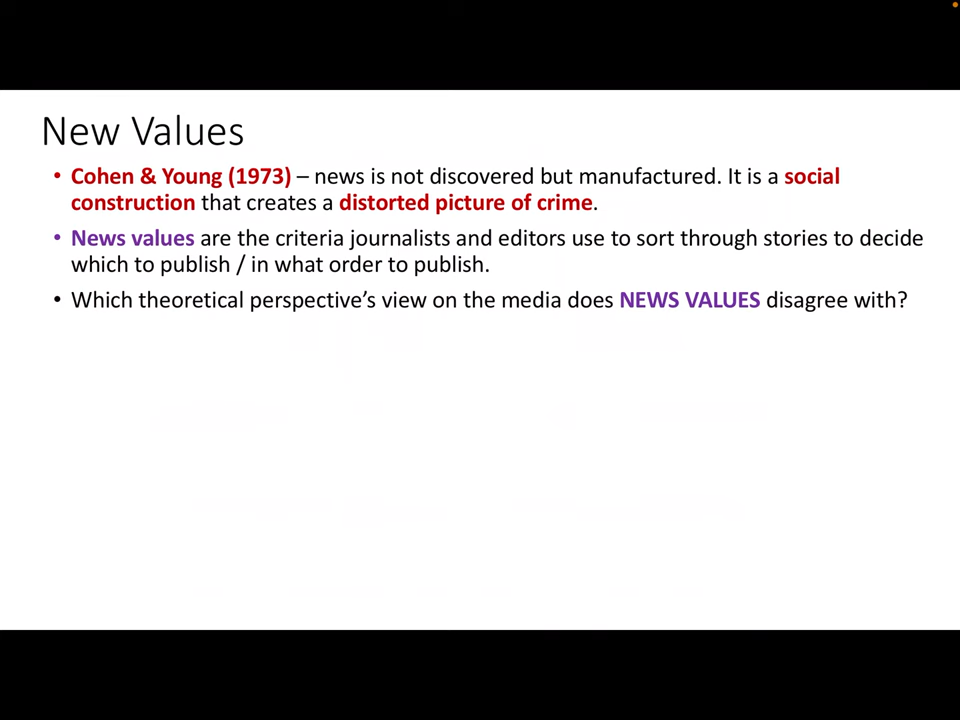 New Values
• Cohen & Young (1973) – news is not discovered but manufactured. It is a social
construction that creates a distorted picture of crime.
• News values are the criteria journalists and editors use to sort through stories to decide
which to publish / in what order to publish.
• Which theoretical perspective’s view on the media does NEWS VALUES disagree with?